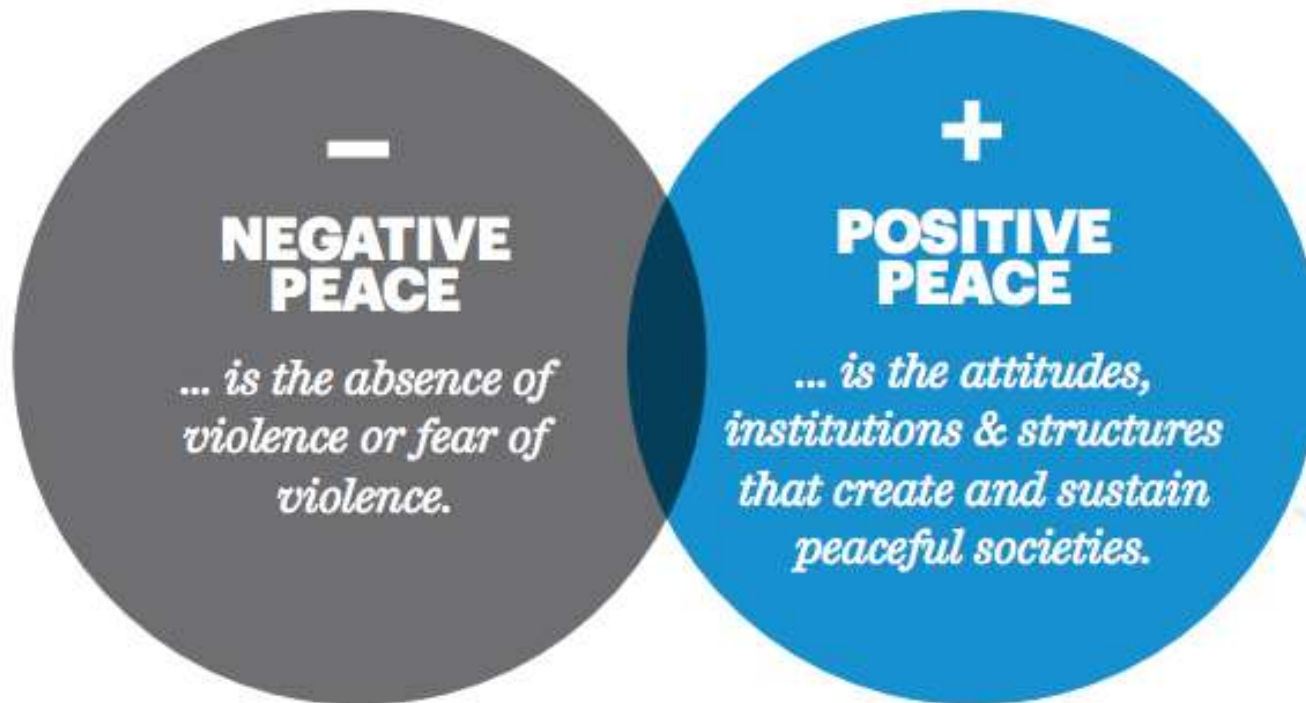 –
NEGATIVE
PEACE
... is the absence of
violence or fear of
violence.
+
POSITIVE
PEACE
... is the attitudes,
institutions & structures
that create and sustain
peaceful societies.